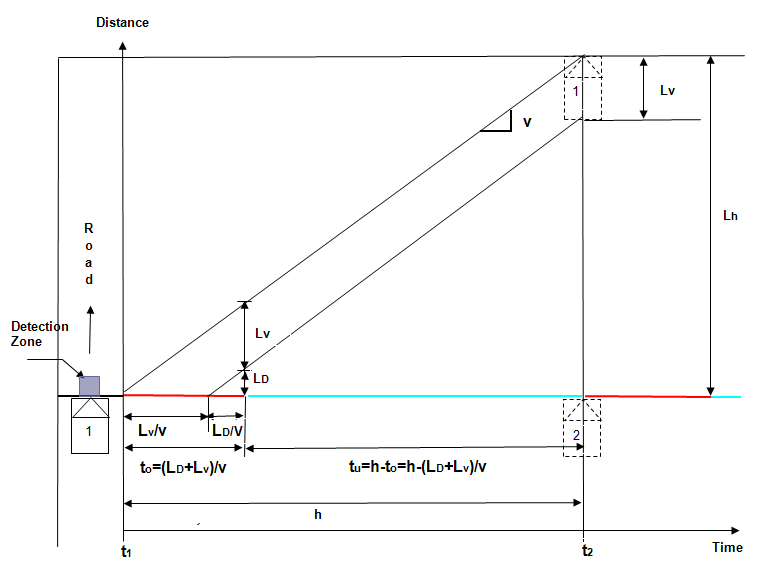 Distance
1
Lv
v
Lh
R
o
a
d
Detection
Zone
Lv
LD
1
Lv/v
LD/V
2
to=(LD+Lv)/v
tu=h-to=h-(LD+Lv)/v
h
t1
t2
Time